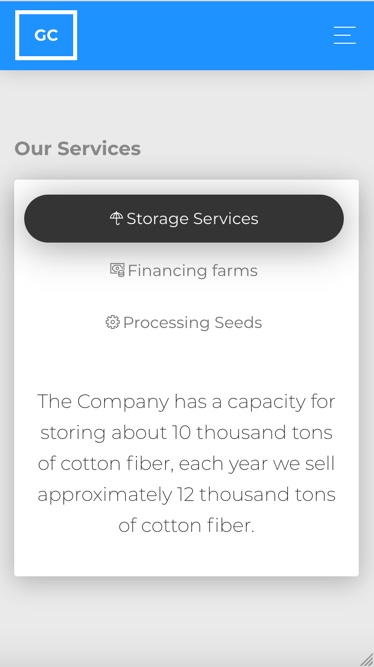 GC
Our Services
Storage Services
Financing farms
Processing Seeds
The Company has a capacity for
storing about 10 thousand tons
of cotton fiber, each year we sell
approximately 12 thousand tons
of cotton fiber.